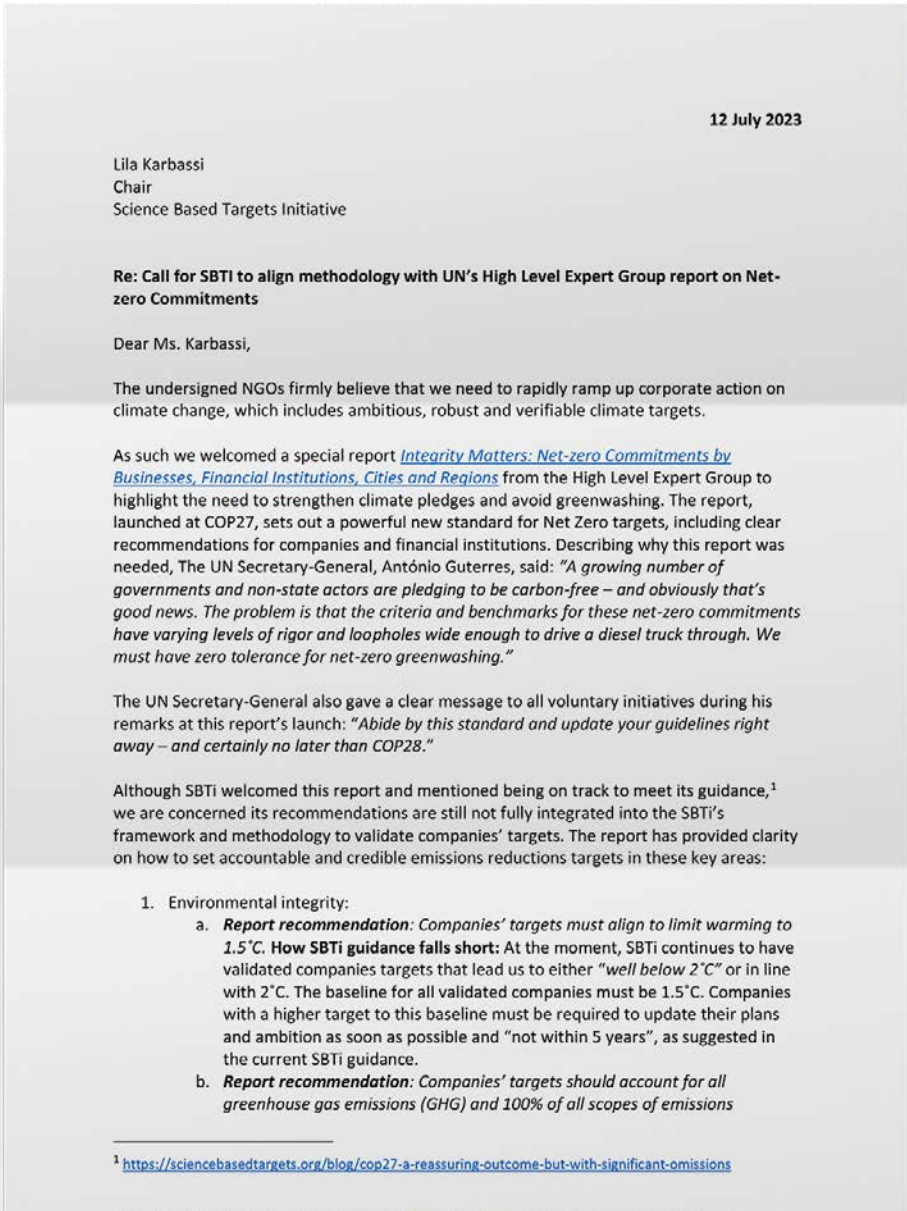 12 July 2023
Lila Karbassi
Chair
Science Based Targets Initiative
Re: Call for SBTI to align methodology with UN's High Level Expert Group report on Net-
zero Commitments
Dear Ms. Karbassi,
The undersigned NGOs firmly believe that we need to rapidly ramp up corporate action on
climate change, which includes ambitious, robust and verifiable climate targets.
As such we welcomed a special report Integrity Matters: Net-zero Commitments by
Businesses, Financial Institutions, Cities and Regions from the High Level Expert Group to
highlight the need to strengthen climate pledges and avoid greenwashing. The report,
launched at COP27, sets out a powerful new standard for Net Zero targets, including clear
recommendations for companies and financial institutions. Describing why this report was
needed, The UN Secretary-General, António Guterres, said: "A growing number of
governments and non-state actors are pledging to be carbon-free – and obviously that's
good news. The problem is that the criteria and benchmarks for these net-zero commitments
have varying levels of rigor and loopholes wide enough to drive a diesel truck through. We
must have zero tolerance for net-zero greenwashing."
The UN Secretary-General also gave a clear message to all voluntary initiatives during his
remarks at this report's launch: "Abide by this standard and update your guidelines right
away – and certainly no later than COP28."
Although SBTi welcomed this report and mentioned being on track to meet its guidance,¹
we are concerned its recommendations are still not fully integrated into the SBTi's
framework and methodology to validate companies' targets. The report has provided clarity
on how to set accountable and credible emissions reductions targets in these key areas:
1. Environmental integrity:
a. Report recommendation: Companies' targets must align to limit warming to
1.5˚C. How SBTi guidance falls short: At the moment, SBTi continues to have
validated companies targets that lead us to either "well below 2˚C" or in line
with 2˚C. The baseline for all validated companies must be 1.5˚C. Companies
with a higher target to this baseline must be required to update their plans
and ambition as soon as possible and "not within 5 years", as suggested in
the current SBTi guidance.
b. Report recommendation: Companies' targets should account for all
greenhouse gas emissions (GHG) and 100% of all scopes of emissions
¹ https://sciencebasedtargets.org/blog/cop27-a-reassuring-outcome-but-with-significant-omissions